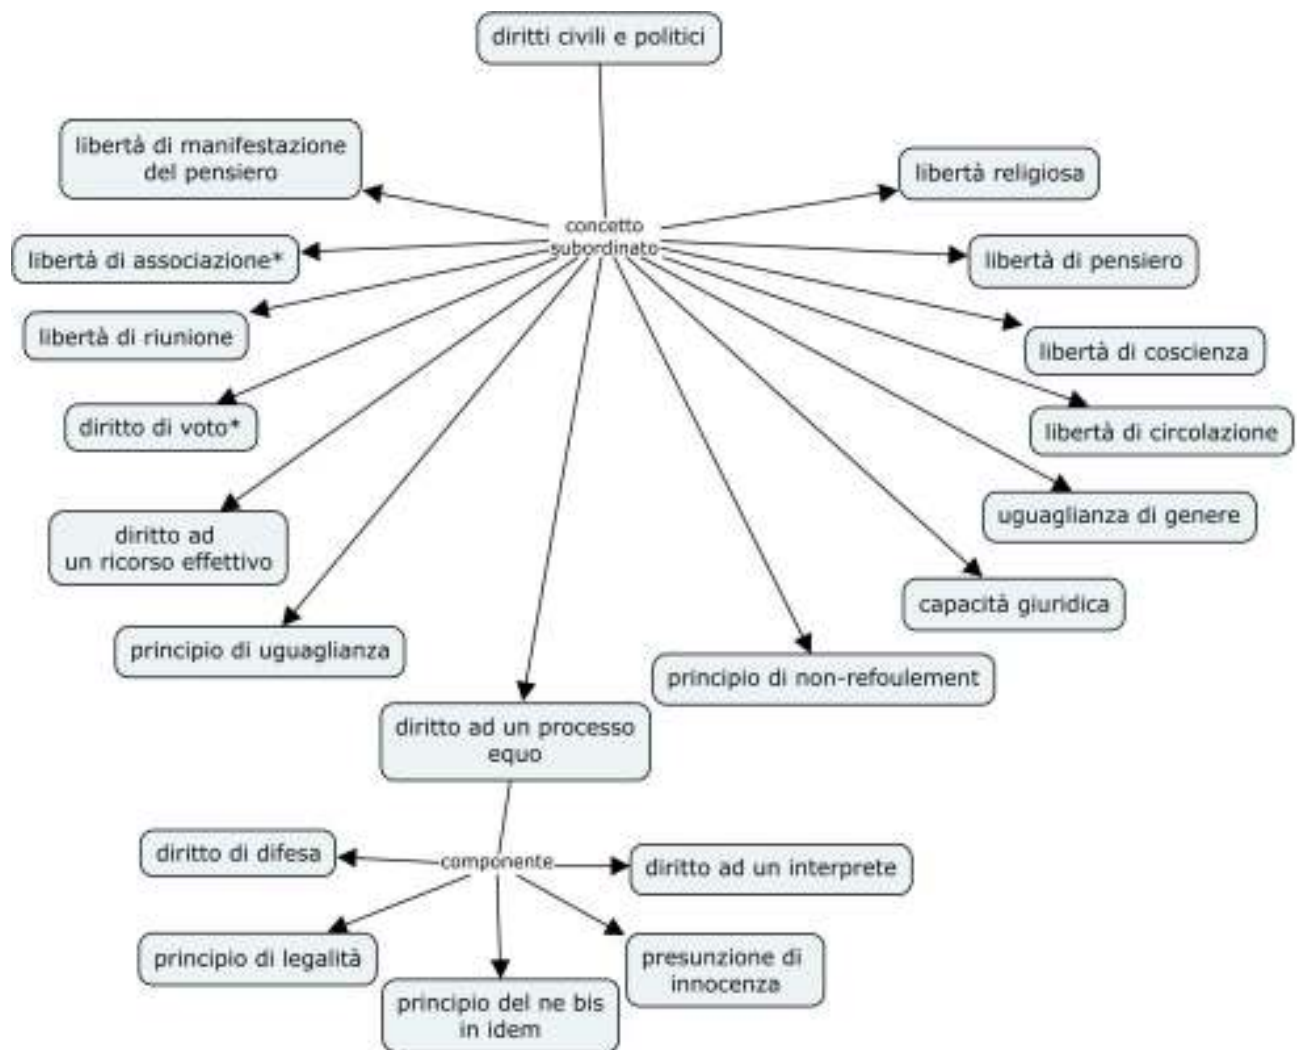 diritti civili e politici
libertà di manifestazione
del pensiero
libertà religiosa
concetto
subordinato
libertà di associazione*
libertà di pensiero
libertà di riunione
libertà di coscienza
diritto di voto*
libertà di circolazione
uguaglianza di genere
diritto ad
un ricorso effettivo
capacità giuridica
principio di uguaglianza
principio di non-refoulement
diritto ad un processo
equo
diritto di difesa
componente
diritto ad un interprete
principio di legalità
presunzione di
innocenza
principio del ne bis
in idem